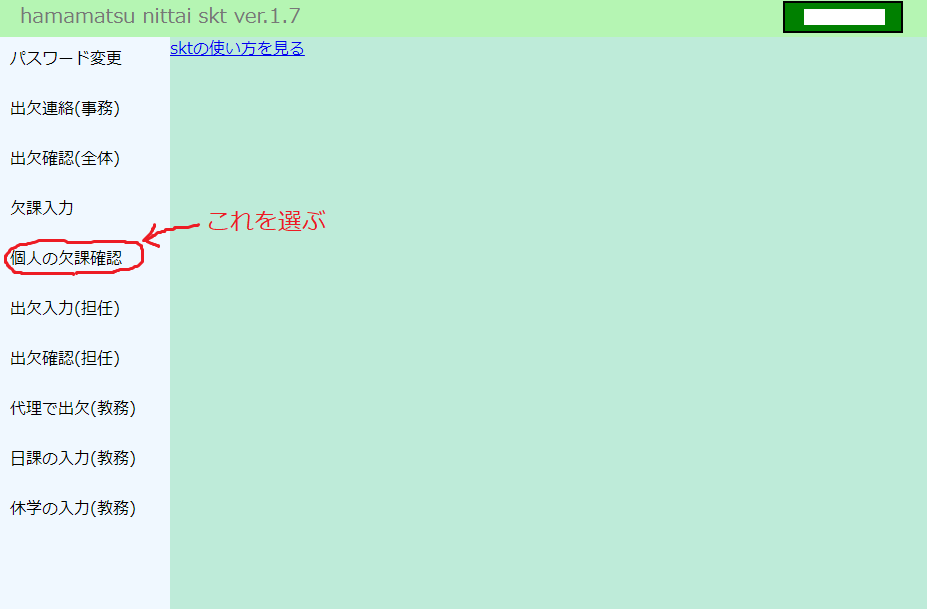 hamamatsu nittai skt ver.1.7
sktの使い方を見る
パスワード変更
出欠連絡(事務)
出欠確認(全体)
欠課入力
これを選ぶ
個人の欠課確認
出欠入力(担任)
出欠確認(担任)
代理で出欠(教務)
日課の入力(教務)
休学の入力(教務)